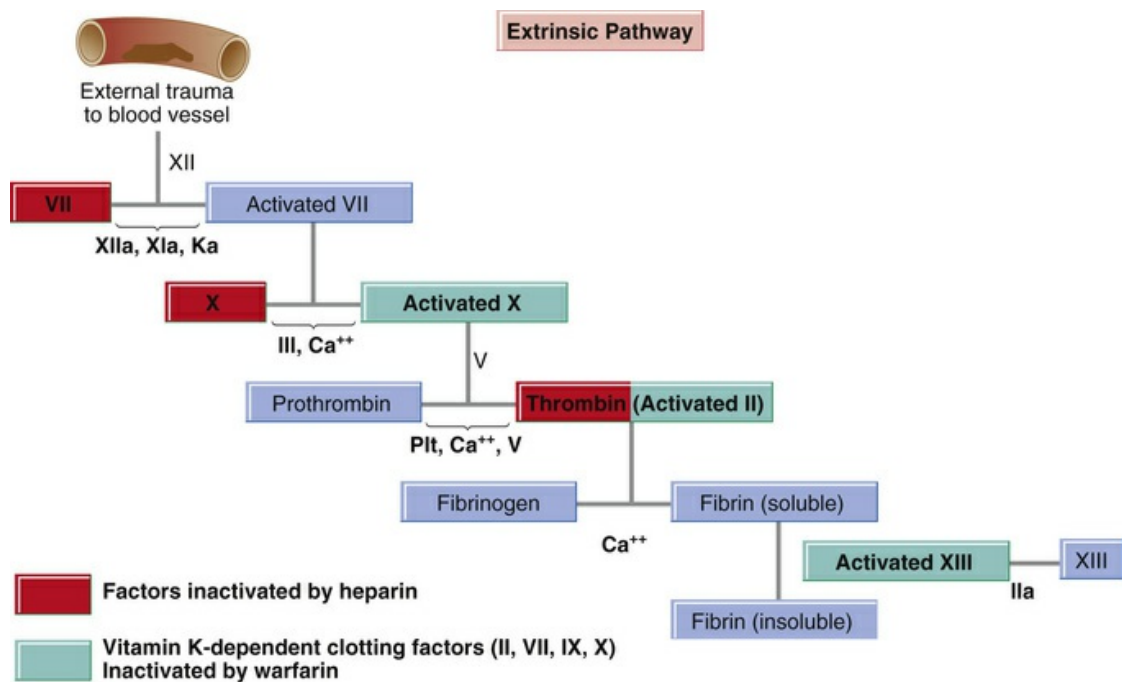 Extrinsic Pathway
External trauma
to blood vessel
XII
VII
Activated VII
XIIa, XIa, Ka
X
Activated X
III, Ca⁺⁺
V
Prothrombin
Thrombin (Activated II)
Plt, Ca⁺⁺, V
Fibrinogen
Fibrin (soluble)
Ca⁺⁺
Activated XIII
XIII
IIa
Fibrin (insoluble)
Factors inactivated by heparin
Vitamin K-dependent clotting factors (II, VII, IX, X)
Inactivated by warfarin